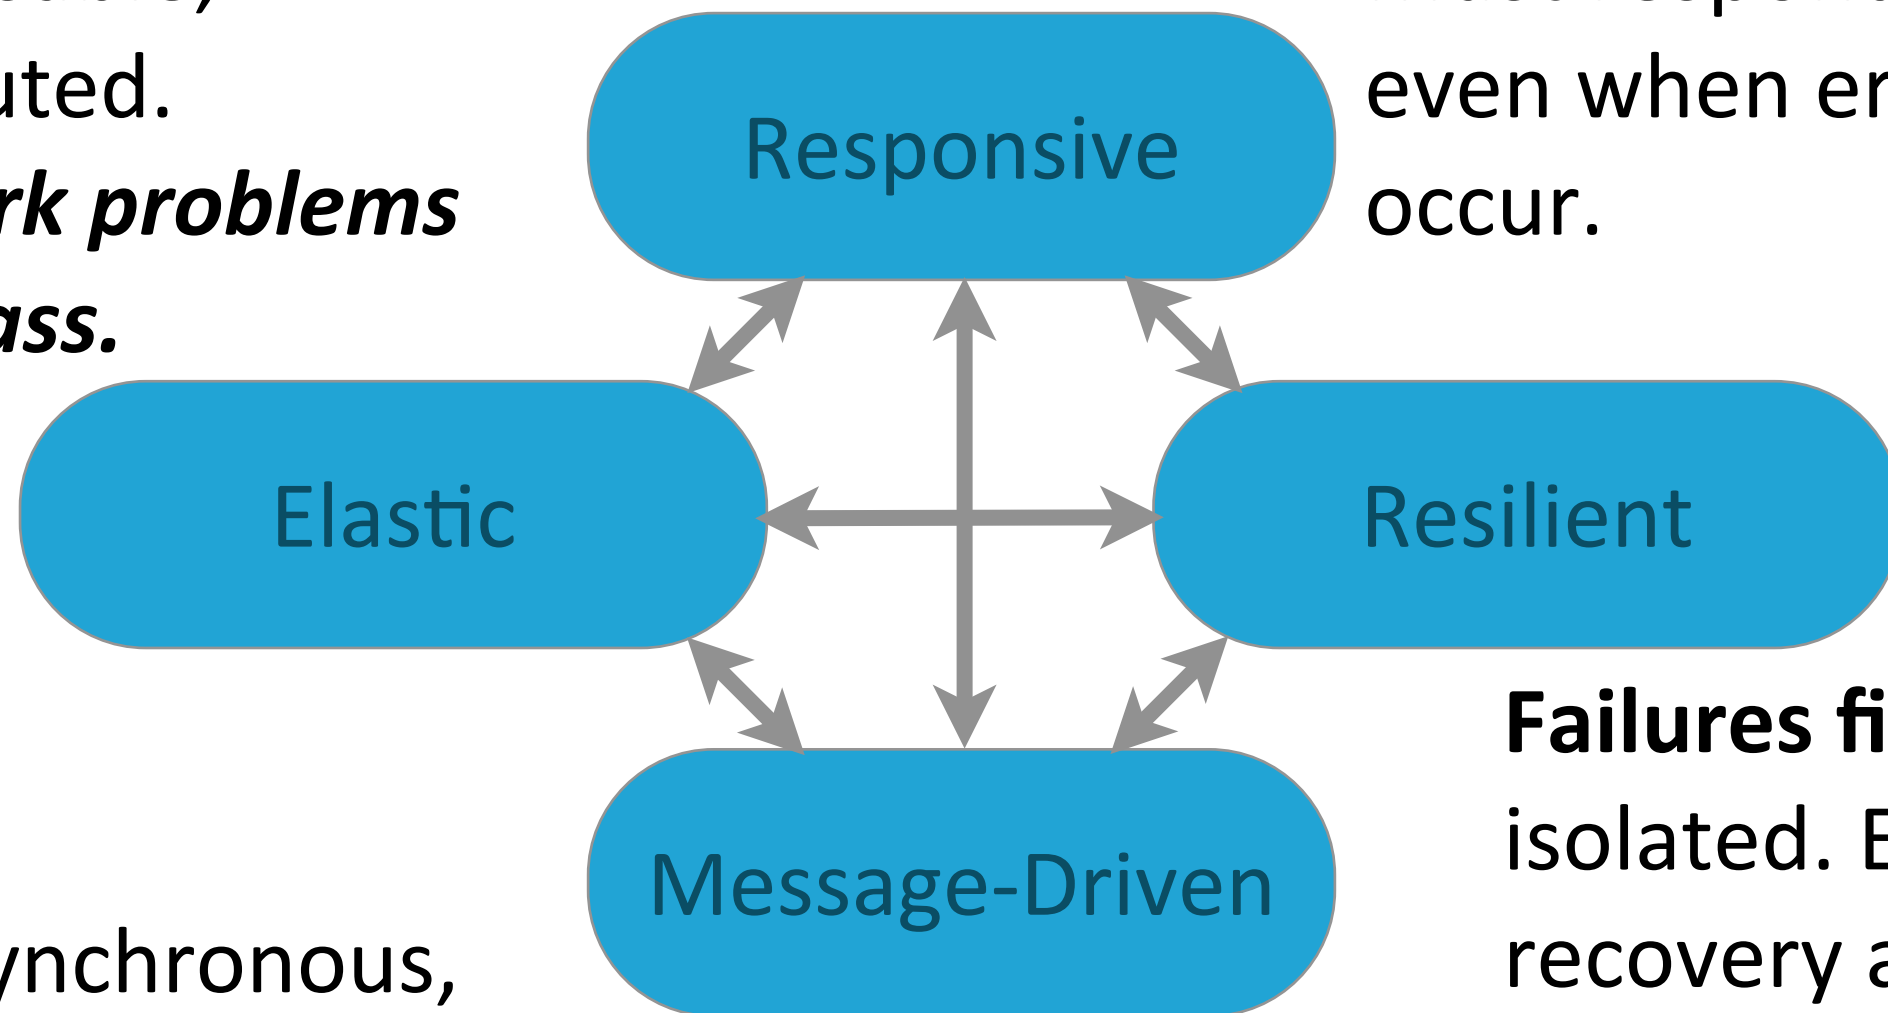 uted.
rk problems
ass.
Responsive
even when er
occur.
Elastic
Resilient
Message-Driven
ynchronous,
Failures fi
isolated. E
recovery a